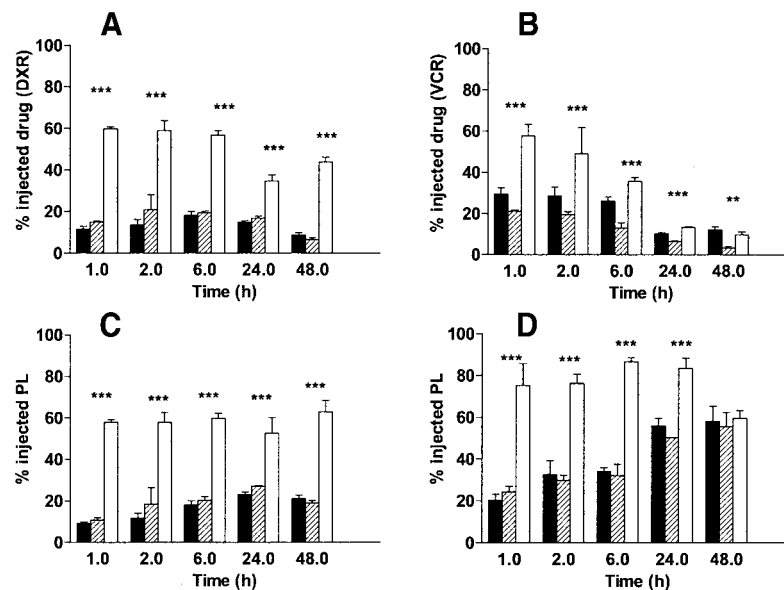 A
% injected drug (DXR)
100
80
60
40
20
0
*** *** *** *** ***
1.0 2.0 6.0 24.0 48.0
Time (h)
B
% injected drug (VCR)
100
80
60
40
20
0
*** *** *** *** **
1.0 2.0 6.0 24.0 48.0
Time (h)
C
% injected PL
100
80
60
40
20
0
*** *** *** *** ***
1.0 2.0 6.0 24.0 48.0
Time (h)
D
% injected PL
100
80
60
40
20
0
*** *** *** ***
1.0 2.0 6.0 24.0 48.0
Time (h)